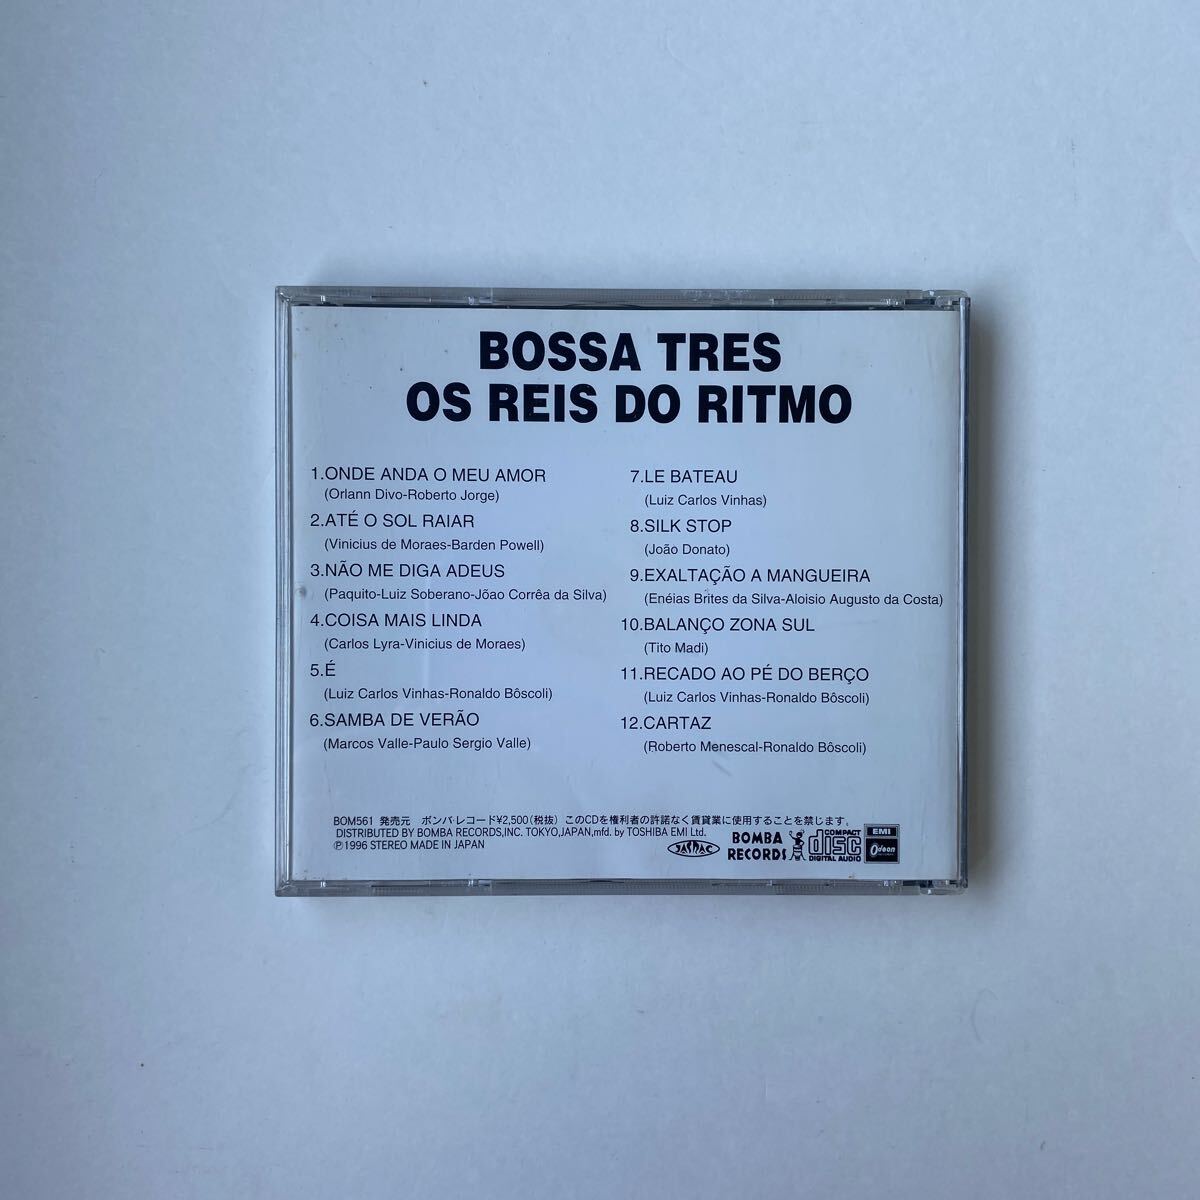 BOSSA TRES
OS REIS DO RITMO
1.ONDE ANDA O MEU AMOR
(Orlann Divo-Roberto Jorge)
2.ATÉ O SOL RAIAR
(Vinicius de Moraes-Barden Powell)
3.NÃO ME DIGA ADEUS
(Paquito-Luiz Soberano-Jõao Corrêa da Silva)
4.COISA MAIS LINDA
(Carlos Lyra-Vinicius de Moraes)
5.É
(Luiz Carlos Vinhas-Ronaldo Bôscoli)
6.SAMBA DE VERÃO
(Marcos Valle-Paulo Sergio Valle)
7.LE BATEAU
(Luiz Carlos Vinhas)
8.SILK STOP
(João Donato)
9.EXALTAÇÃO A MANGUEIRA
(Enéias Brites da Silva-Aloisio Augusto da Costa)
10.BALANÇO ZONA SUL
(Tito Madi)
11.RECADO AO PÉ DO BERÇO
(Luiz Carlos Vinhas-Ronaldo Bôscoli)
12.CARTAZ
(Roberto Menescal-Ronaldo Bôscoli)
BOM561 発売元 ボンバ・レコード¥2,500(税抜) このCDを権利者の許諾なく賃貸業に使用することを禁じます。
DISTRIBUTED BY BOMBA RECORDS,INC. TOKYO,JAPAN,mfd. by TOSHIBA EMI Ltd.
℗1996 STEREO MADE IN JAPAN
JASRAC
BOMBA
RECORDS
COMPACT
disc
DIGITAL AUDIO
EMI
Odeon